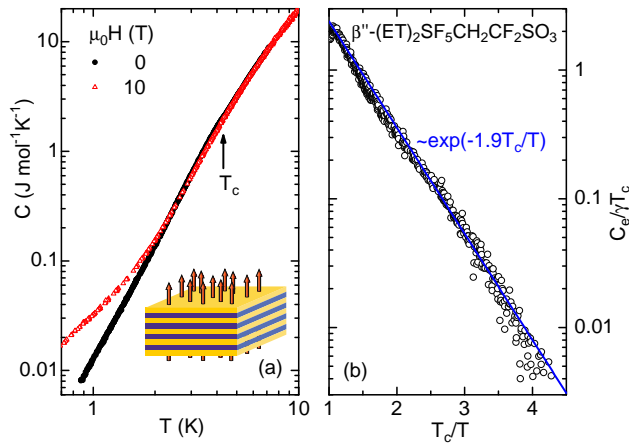 μ₀H (T)
0
10
T_c
(a)
C (J mol⁻¹K⁻¹)
10
1
0.1
0.01
1
10
T (K)
β''-(ET)₂SF₅CH₂CF₂SO₃
~exp(-1.9T_c/T)
(b)
1
0.1
0.01
C_e/γT_c
1
2
3
4
T_c/T